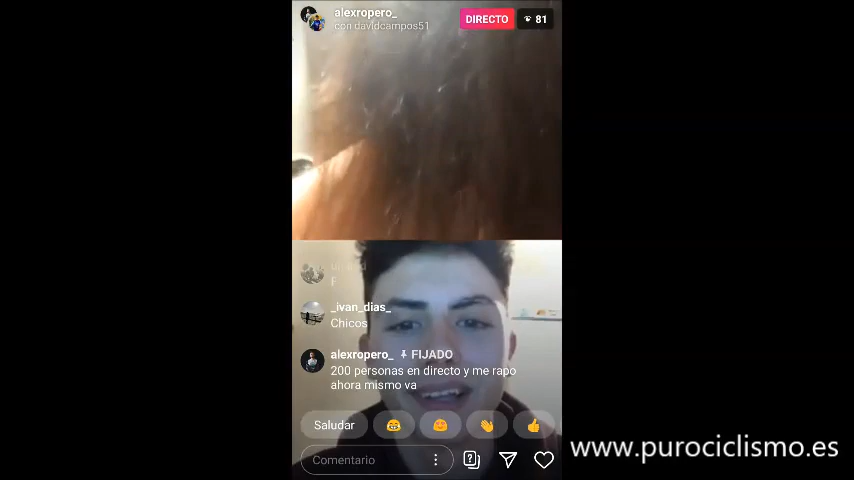 alexropero_
con davidcampos51
DIRECTO
81
F
_ivan_dias_
Chicos
alexropero_ FIJADO
200 personas en directo y me rapo
ahora mismo va
Saludar
Comentario
www.purociclismo.es